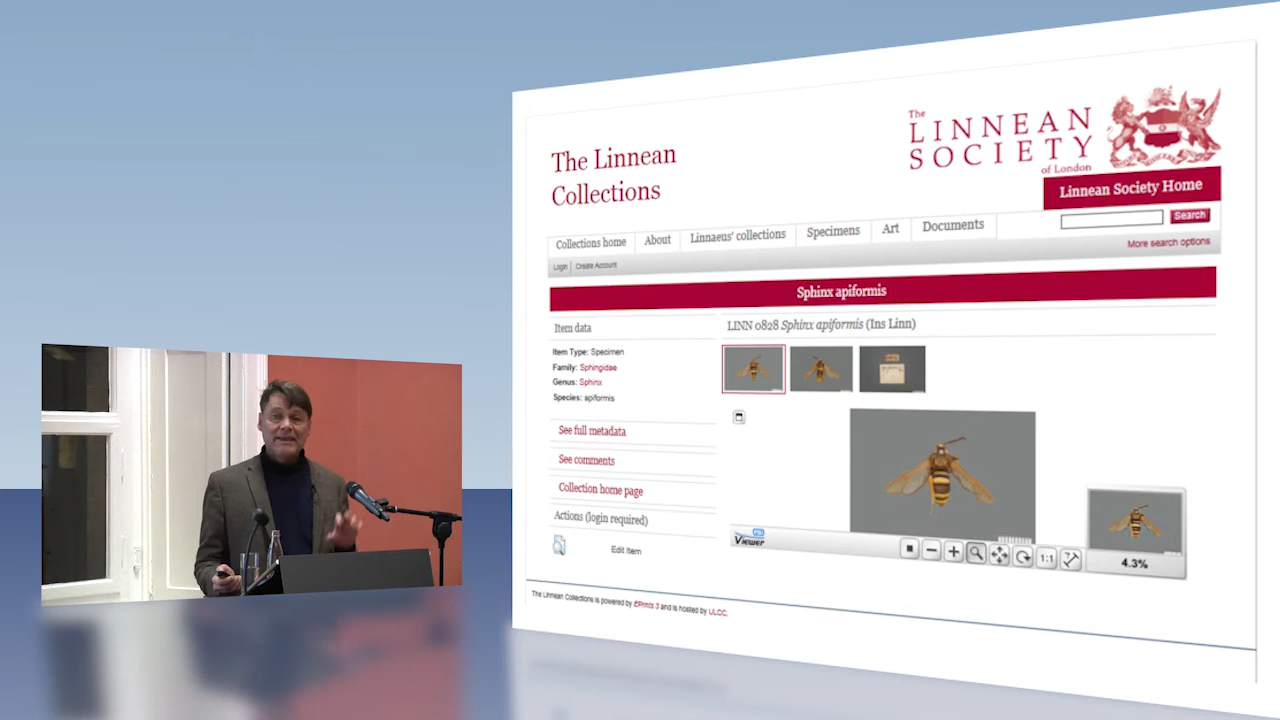 The Linnean
Collections
The
LINNEAN
SOCIETY
of London
Linnean Society Home
Search
More search options
Collections home
About
Linnaeus' collections
Specimens
Art
Documents
Login | Create Account
Sphinx apiformis
Item data
Item Type: Specimen
Family: Sphingidae
Genus: Sphinx
Species: apiformis
See full metadata
See comments
Collection home page
Actions (login required)
Edit Item
LINN 0828 Sphinx apiformis (Ins Linn)
Viewer
1:1
4.3%
The Linnean Collections is powered by EPrints 3 and is hosted by ULCC.